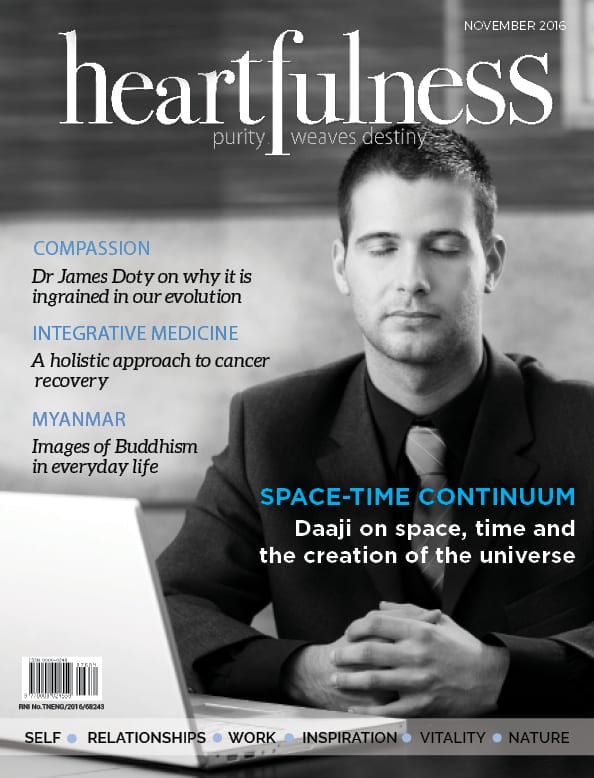 NOVEMBER 2016
heartfulness
purity weaves destiny
COMPASSION
Dr James Doty on why it is
ingrained in our evolution
INTEGRATIVE MEDICINE
A holistic approach to cancer
recovery
MYANMAR
Images of Buddhism
in everyday life
SPACE-TIME CONTINUUM
Daaji on space, time and
the creation of the universe
RNI No.TNENG/2016/68243
SELF RELATIONSHIPS WORK INSPIRATION VITALITY NATURE